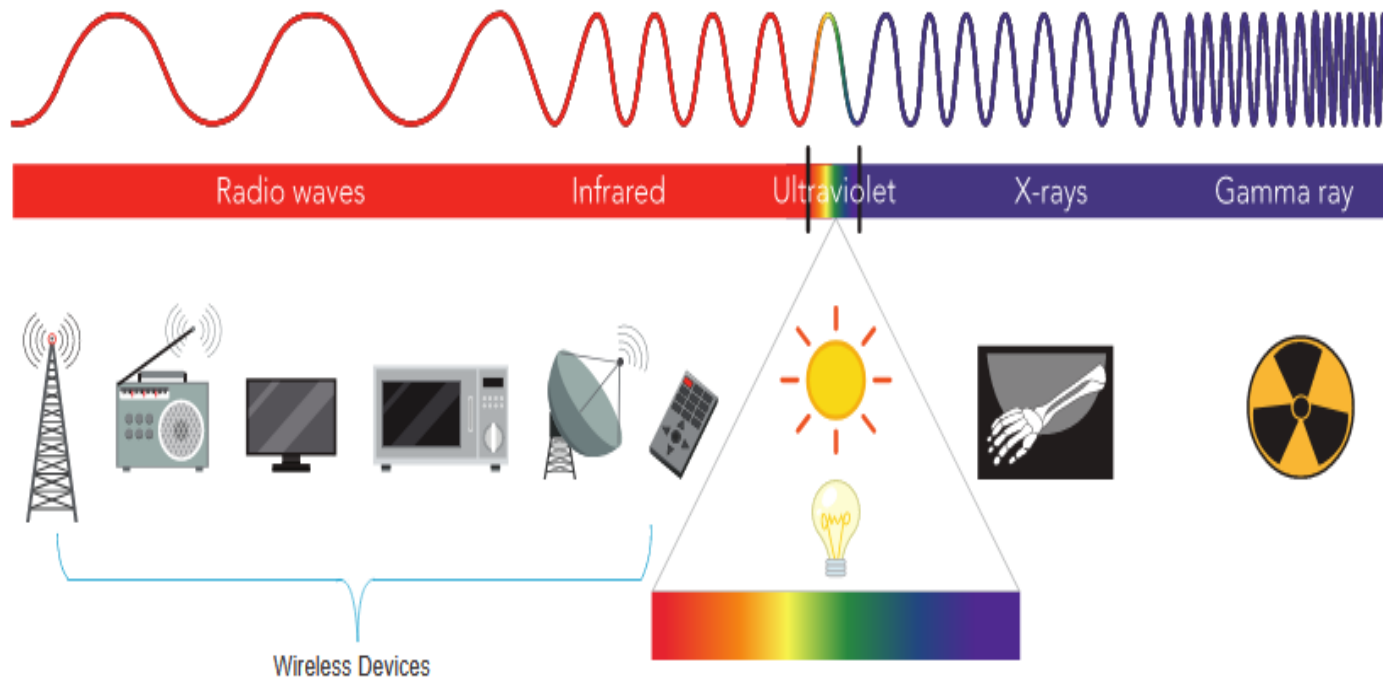 Radio waves
Infrared
Ultraviolet
X-rays
Gamma ray
Wireless Devices